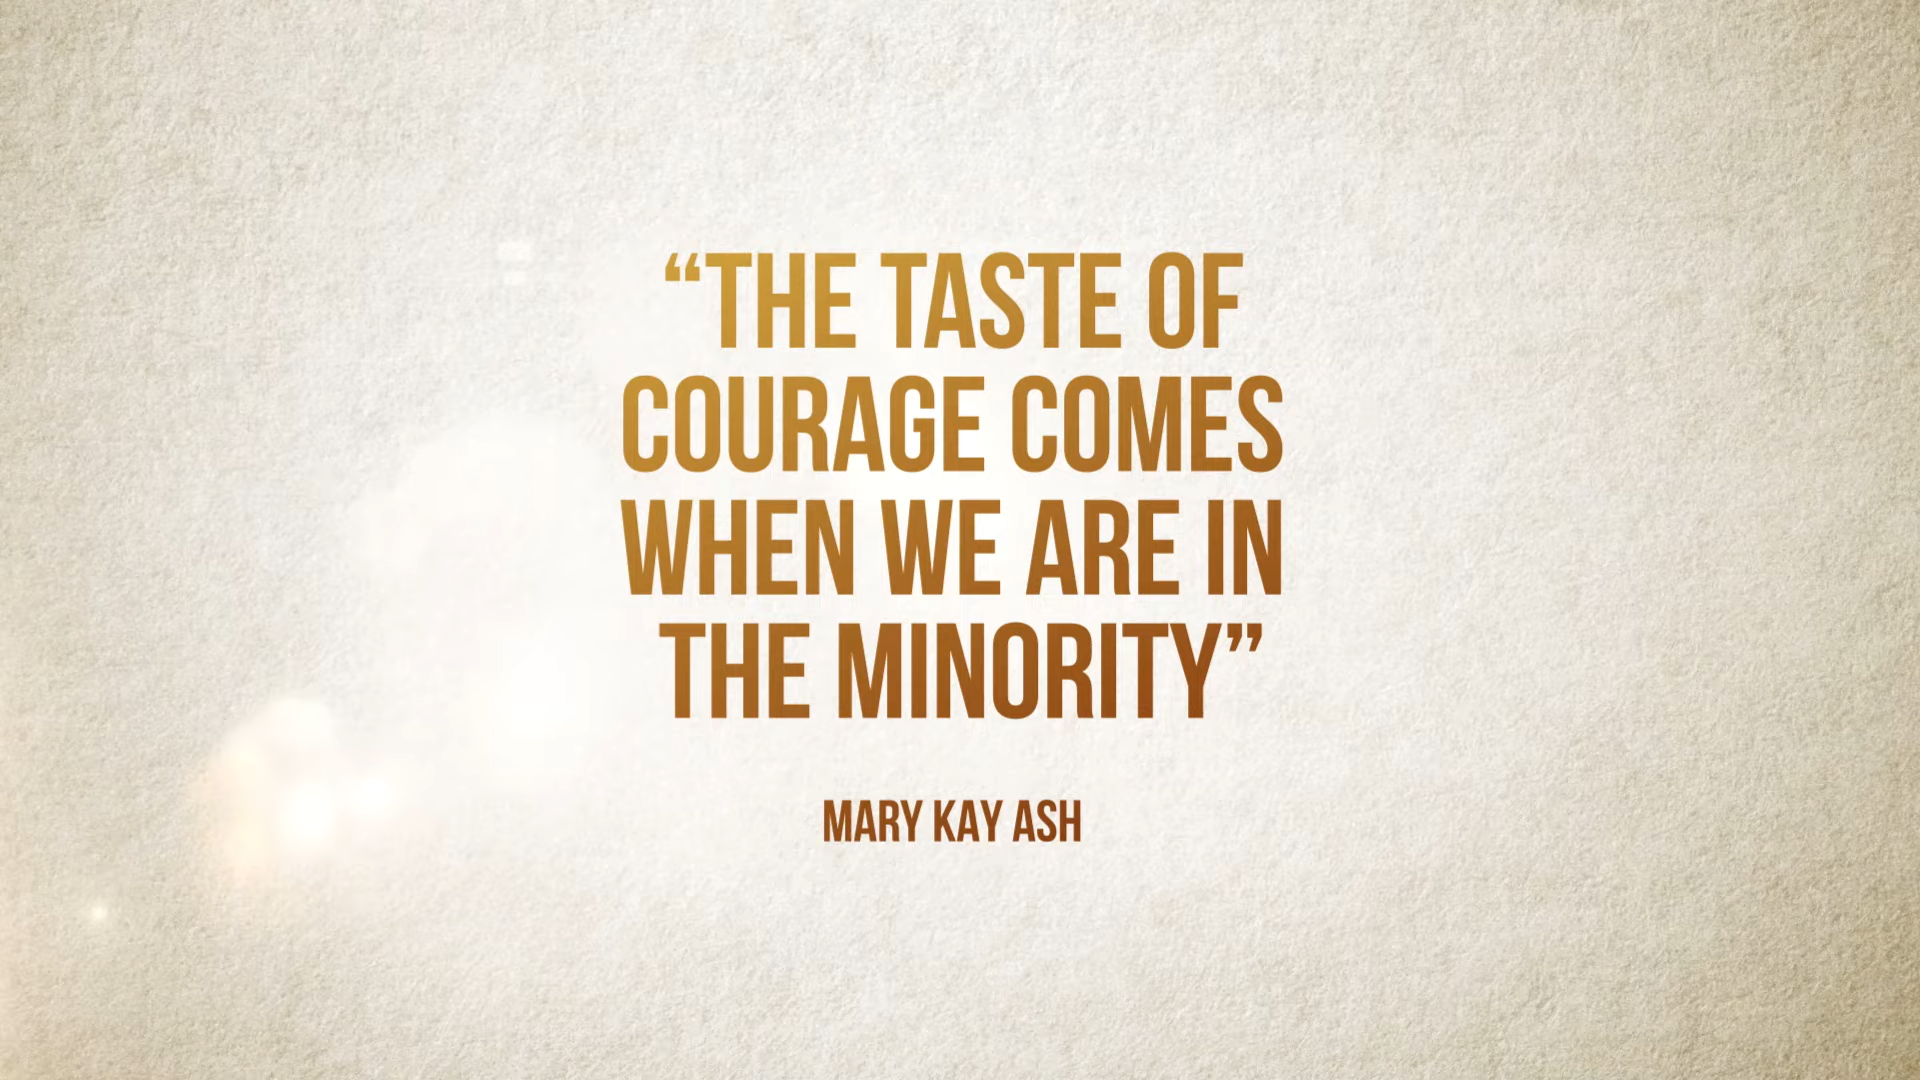 “THE TASTE OF
COURAGE COMES
WHEN WE ARE IN
THE MINORITY”
MARY KAY ASH